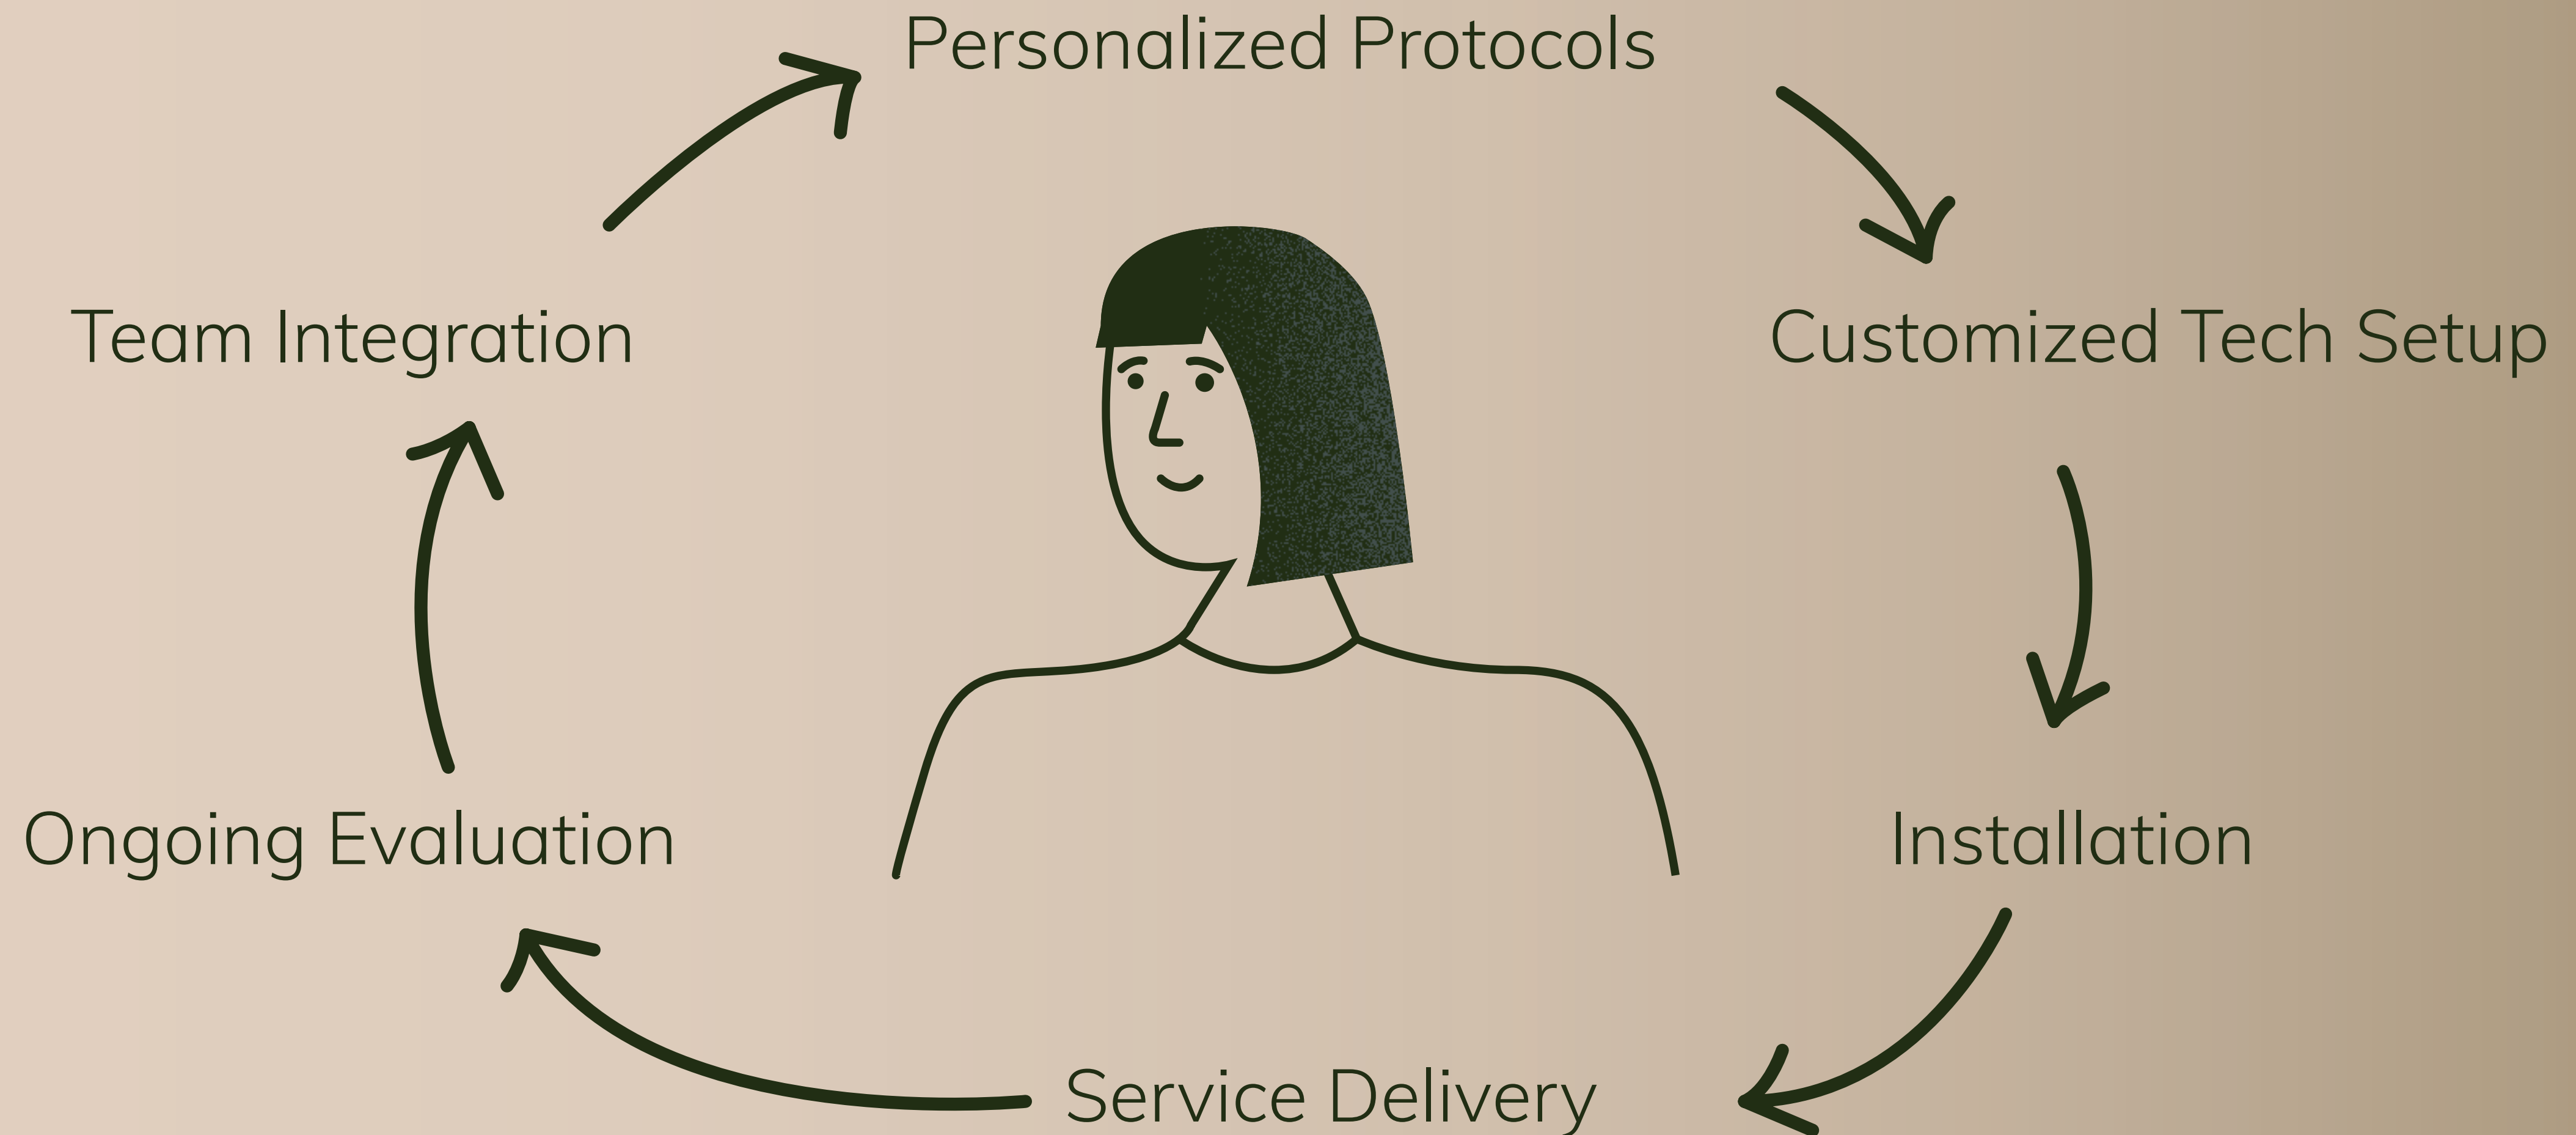 Personalized Protocols
Team Integration
Customized Tech Setup
Ongoing Evaluation
Installation
Service Delivery